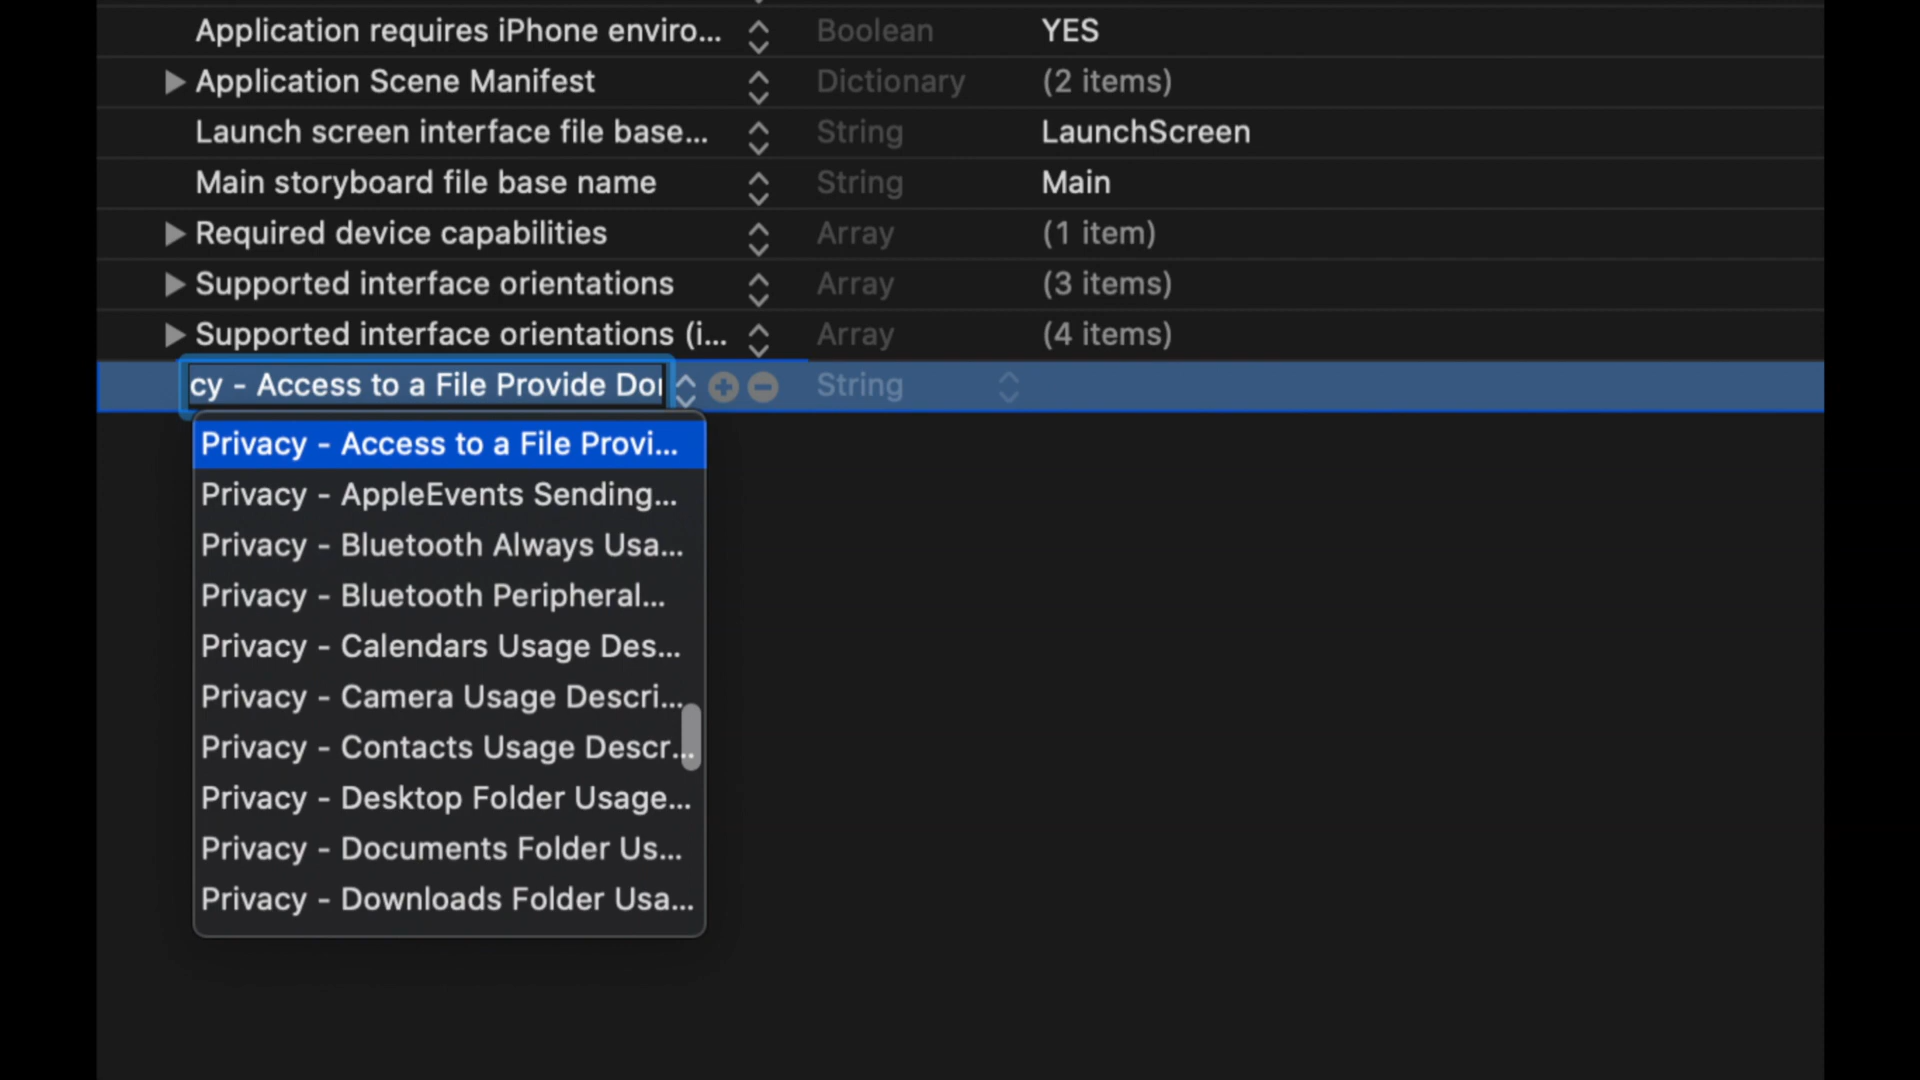 Application requires iPhone enviro... Boolean YES
Application Scene Manifest Dictionary (2 items)
Launch screen interface file base... String LaunchScreen
Main storyboard file base name String Main
Required device capabilities Array (1 item)
Supported interface orientations Array (3 items)
Supported interface orientations (i... Array (4 items)
cy - Access to a File Provide Do String
Privacy - Access to a File Provi...
Privacy - AppleEvents Sending...
Privacy - Bluetooth Always Usa...
Privacy - Bluetooth Peripheral...
Privacy - Calendars Usage Des...
Privacy - Camera Usage Descri...
Privacy - Contacts Usage Descr...
Privacy - Desktop Folder Usage...
Privacy - Documents Folder Us...
Privacy - Downloads Folder Usa...